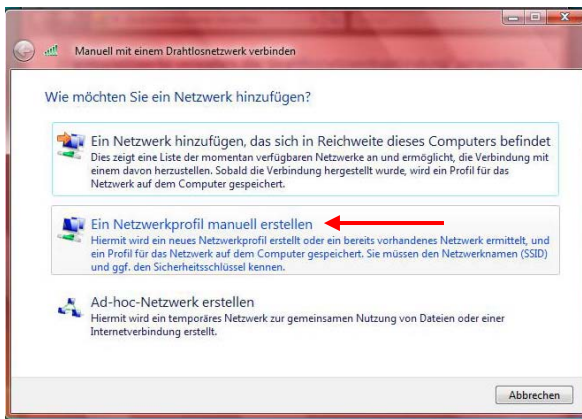 Manuell mit einem Drahtlosnetzwerk verbinden
Wie möchten Sie ein Netzwerk hinzufügen?
Ein Netzwerk hinzufügen, das sich in Reichweite dieses Computers befindet
Dies zeigt eine Liste der momentan verfügbaren Netzwerke an und ermöglicht, die Verbindung mit
einem davon herzustellen. Sobald die Verbindung hergestellt wurde, wird ein Profil für das
Netzwerk auf dem Computer gespeichert.
Ein Netzwerkprofil manuell erstellen
Hiermit wird ein neues Netzwerkprofil erstellt oder ein bereits vorhandenes Netzwerk ermittelt, und
ein Profil für das Netzwerk auf dem Computer gespeichert. Sie müssen den Netzwerknamen (SSID)
und ggf. den Sicherheitsschlüssel kennen.
Ad-hoc-Netzwerk erstellen
Hiermit wird ein temporäres Netzwerk zur gemeinsamen Nutzung von Dateien oder einer
Internetverbindung erstellt.
Abbrechen